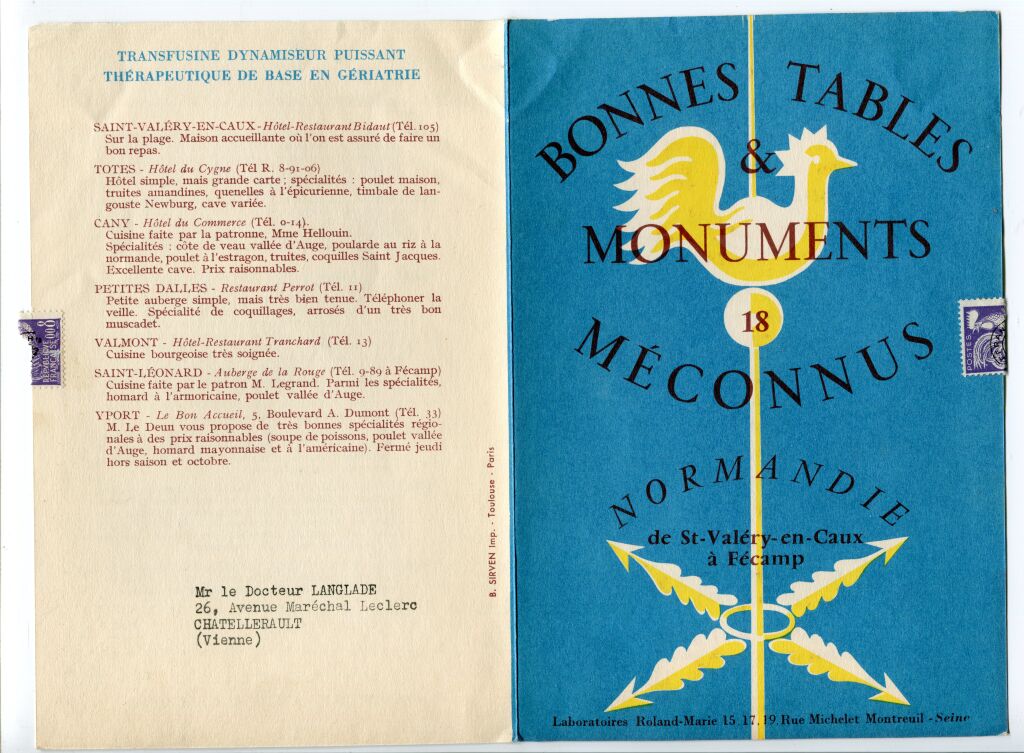 TRANSFUSINE DYNAMISEUR PUISSANT
THÉRAPEUTIQUE DE BASE EN GÉRIATRIE
SAINT-VALÉRY-EN-CAUX - Hôtel-Restaurant Bidaut (Tél. 105)
Sur la plage. Maison accueillante où l'on est assuré de faire un
bon repas.
TOTES - Hôtel du Cygne (Tél R. 8-91-06)
Hôtel simple, mais grande carte ; spécialités : poulet maison,
truites amandines, quenelles à l'épicurienne, timbale de lan-
gouste Newburg, cave variée.
CANY - Hôtel du Commerce (Tél. 0-14).
Cuisine faite par la patronne, Mme Hellouin.
Spécialités : côte de veau vallée d'Auge, poularde au riz à la
normande, poulet à l'estragon, truites, coquilles Saint Jacques.
Excellente cave. Prix raisonnables.
PETITES DALLES - Restaurant Perrot (Tél. 11)
Petite auberge simple, mais très bien tenue. Téléphoner la
veille. Spécialité de coquillages, arrosés d'un très bon
muscadet.
VALMONT - Hôtel-Restaurant Tranchard (Tél. 13)
Cuisine bourgeoise très soignée.
SAINT-LÉONARD - Auberge de la Rouge (Tél. 9-89 à Fécamp)
Cuisine faite par le patron M. Legrand. Parmi les spécialités,
homard à l'armoricaine, poulet vallée d'Auge.
YPORT - Le Bon Accueil, 5, Boulevard A. Dumont (Tél. 33)
M. Le Deun vous propose de très bonnes spécialités régio-
nales à des prix raisonnables (soupe de poissons, poulet vallée
d'Auge, homard mayonnaise et à l'américaine). Fermé jeudi
hors saison et octobre.
B. SIRVEN Imp. - Toulouse - Paris
Mr le Docteur LANGLADE
26, Avenue Maréchal Leclerc
CHATELLERAULT
(Vienne)
REPUBLIQUE
FRANÇAISE
8
BONNES TABLES
&
MONUMENTS
18
MÉCONNUS
NORMANDIE
de St-Valéry-en-Caux
à Fécamp
Laboratoires Roland-Marie 15, 17, 19, Rue Michelet Montreuil - Seine
POSTES